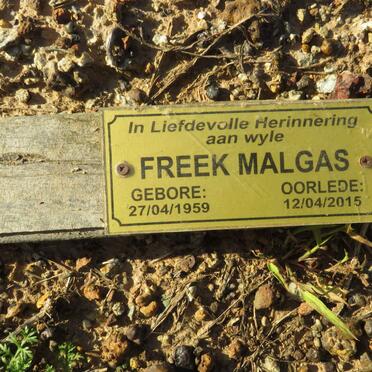 In Liefdevolle Herinnering
aan wyle
FREEK MALGAS
GEBORE: OORLEDE:
27/04/1959 12/04/2015